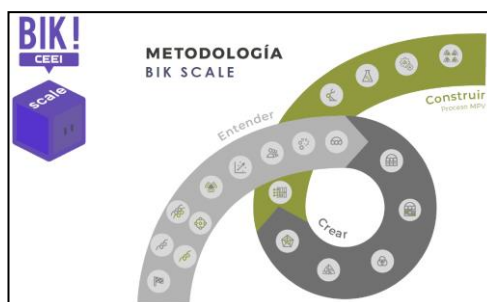 BIK!
CEEI
scale
METODOLOGÍA
BIK SCALE
Entender
Construir
Crear